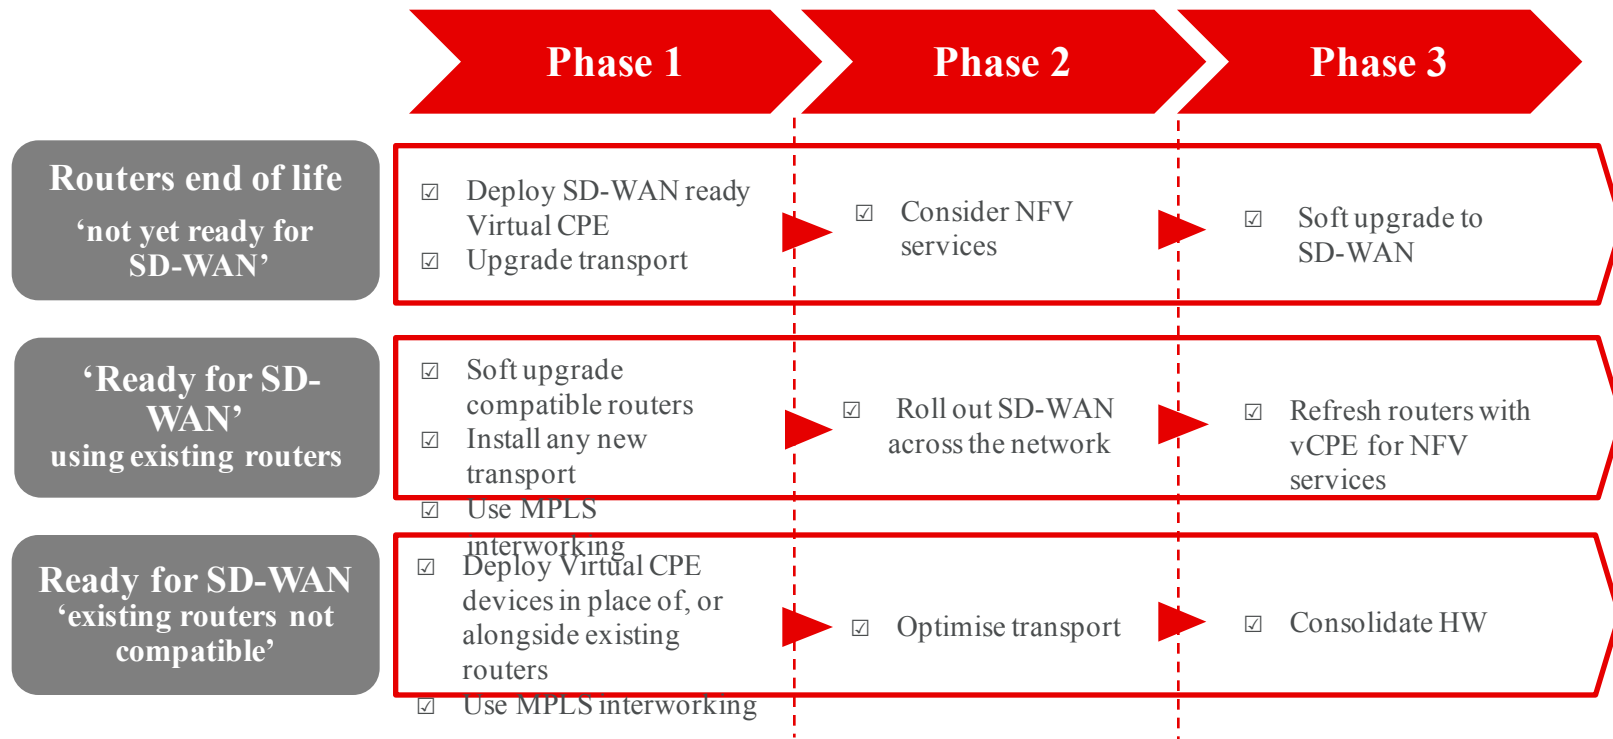 Phase 1
Phase 2
Phase 3
Routers end of life
‘not yet ready for
SD-WAN’
☑ Deploy SD-WAN ready
Virtual CPE
☑ Upgrade transport
☑ Consider NFV
services
☑ Soft upgrade to
SD-WAN
‘Ready for SD-
WAN’
using existing routers
☑ Soft upgrade
compatible routers
☑ Install any new
transport
☑ Use MPLS
interworking
☑ Roll out SD-WAN
across the network
☑ Refresh routers with
vCPE for NFV
services
Ready for SD-WAN
‘existing routers not
compatible’
☑ Deploy Virtual CPE
devices in place of, or
alongside existing
routers
☑ Use MPLS interworking
☑ Optimise transport
☑ Consolidate HW